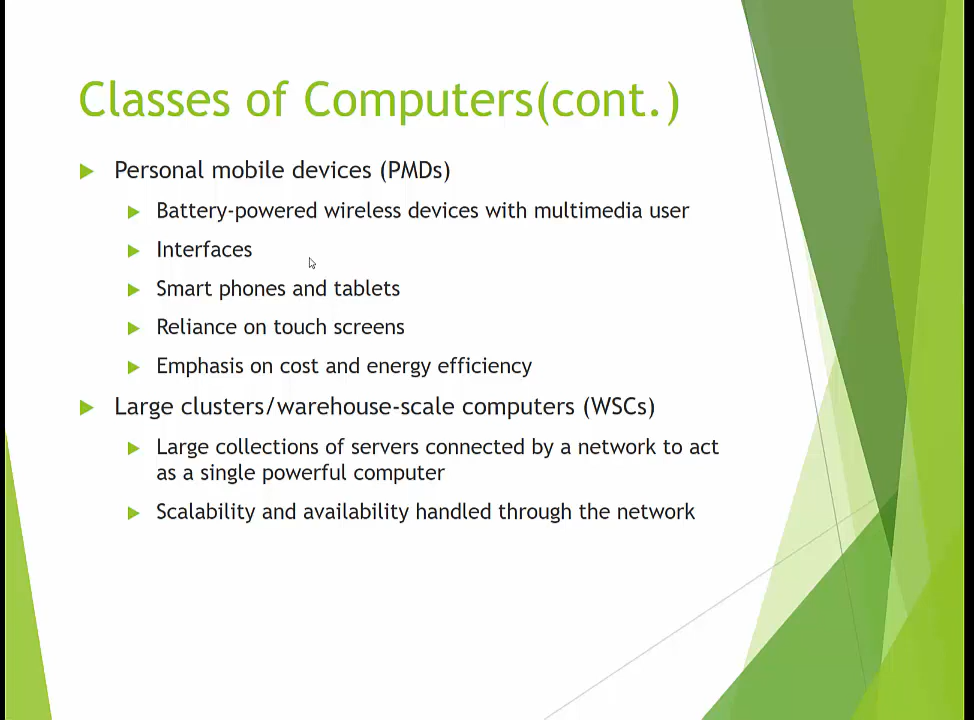 Classes of Computers(cont.)
Personal mobile devices (PMDs)
Battery-powered wireless devices with multimedia user
Interfaces
Smart phones and tablets
Reliance on touch screens
Emphasis on cost and energy efficiency
Large clusters/warehouse-scale computers (WSCs)
Large collections of servers connected by a network to act
as a single powerful computer
Scalability and availability handled through the network